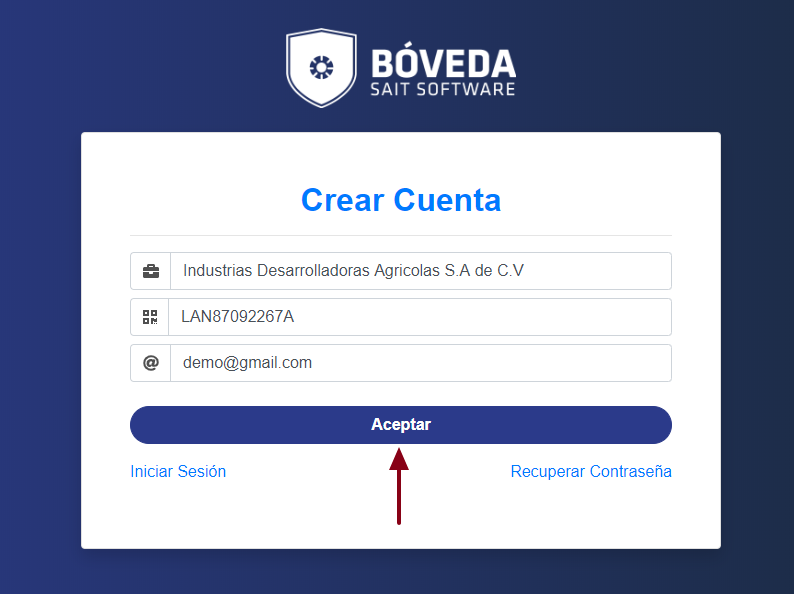 BÓVEDA
SAIT SOFTWARE
Crear Cuenta
Industrias Desarrolladoras Agricolas S.A de C.V
LAN87092267A
demo@gmail.com
Aceptar
Iniciar Sesión
Recuperar Contraseña